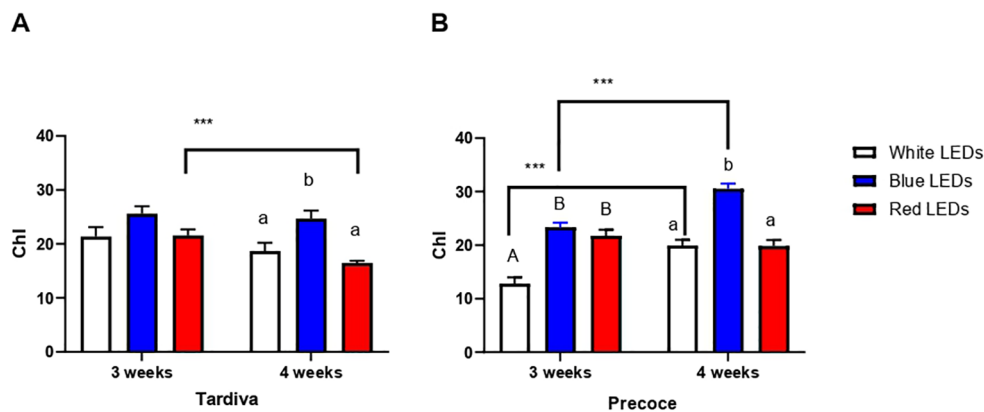 A
B
***
***
***
40
30
20
10
0
Chl
a
b
a
3 weeks
4 weeks
Tardiva
40
30
20
10
0
Chl
A
B
B
a
b
a
3 weeks
4 weeks
Precoce
White LEDs
Blue LEDs
Red LEDs